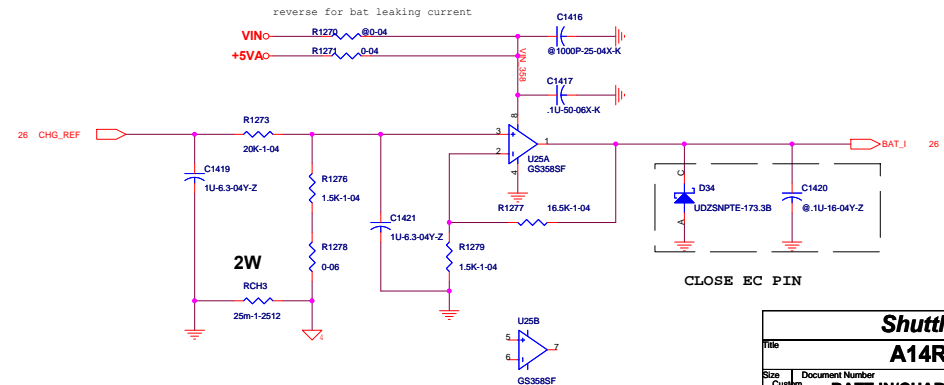 reverse for bat leaking current
C1416
VIN
R1270
@0-04
+5VA
R1271
0-04
@1000P-25-04X-K
VIN_358
C1417
.1U-50-06X-K
R1273
26 CHG_REF
8
3
1
BAT_I 26
20K-1-04
2
U25A
GS358SF
4
C1419
1U-6.3-04Y-Z
R1276
1.5K-1-04
C
D34
C1420
UDZSNPTE-173.3B
@.1U-16-04Y-Z
A
R1277
16.5K-1-04
C1421
1U-6.3-04Y-Z
R1278
0-06
R1279
1.5K-1-04
2W
RCH3
25m-1-2512
CLOSE EC PIN
U25B
5
6
7
GS358SF
Title
A14R
Size
Document Number